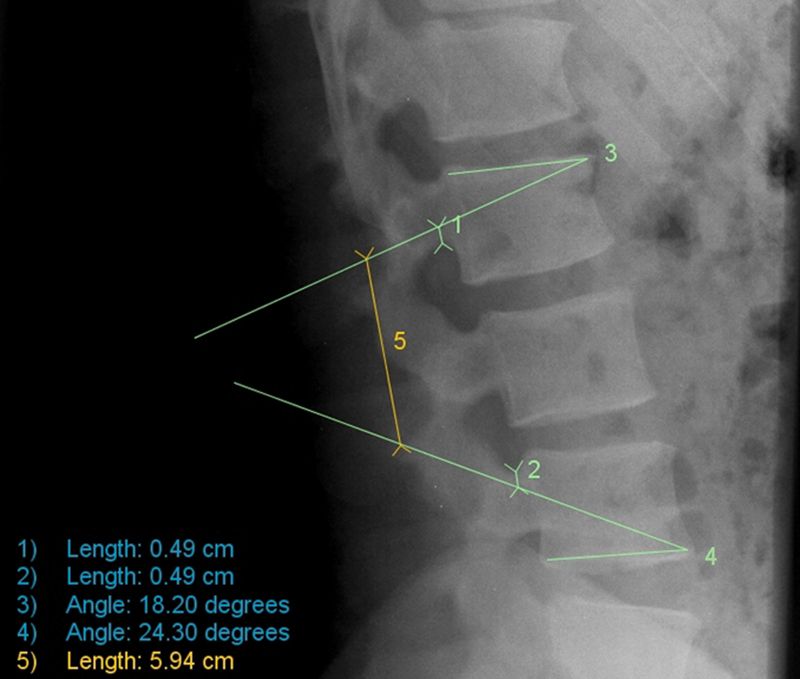 3
1
5
2
4
1) Length: 0.49 cm
2) Length: 0.49 cm
3) Angle: 18.20 degrees
4) Angle: 24.30 degrees
5) Length: 5.94 cm